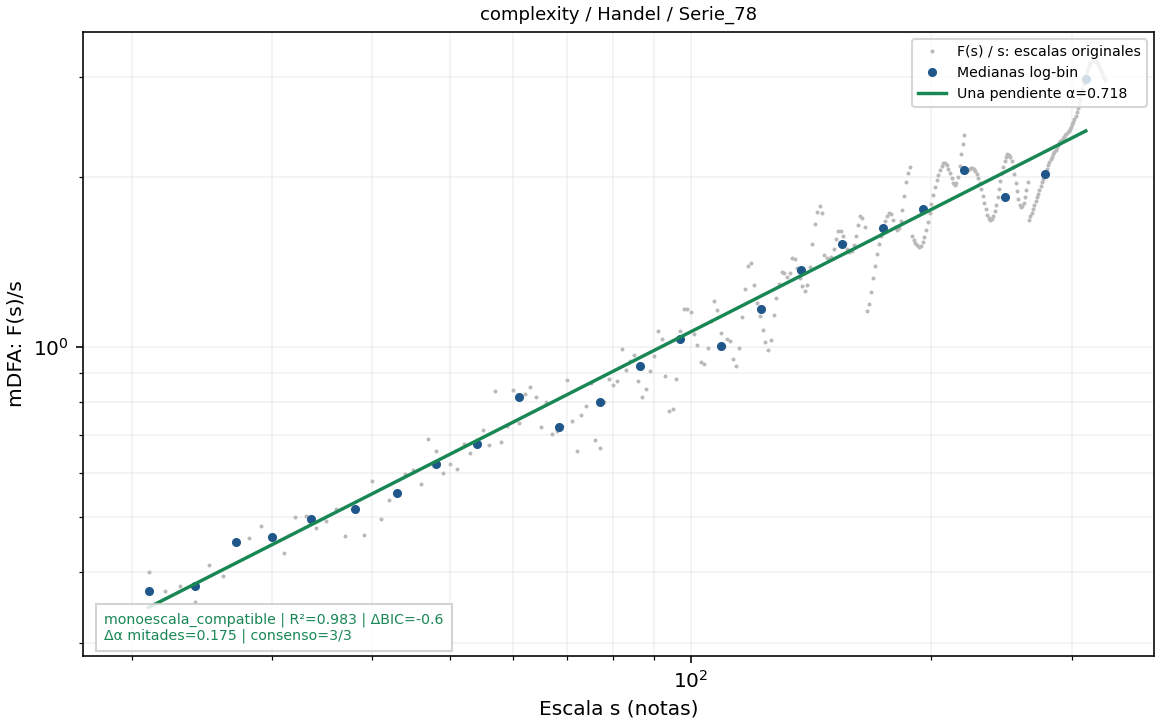 complexity / Handel / Serie_78
F(s) / s: escalas originales
Medianas log-bin
Una pendiente α=0.718
mDFA: F(s)/s
10⁰
monoescala_compatible | R²=0.983 | ΔBIC=-0.6
Δα mitades=0.175 | consenso=3/3
10²
Escala s (notas)